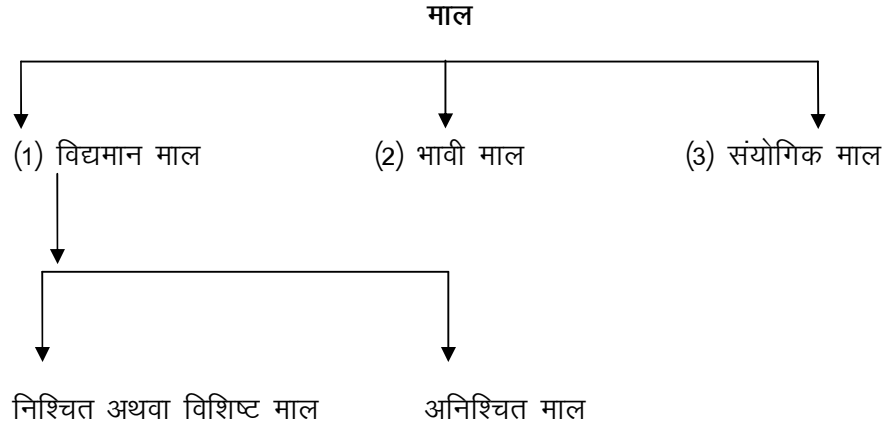 माल
(1) विद्यमान माल (2) भावी माल (3) संयोगिक माल
निश्चित अथवा विशिष्ट माल अनिश्चित माल